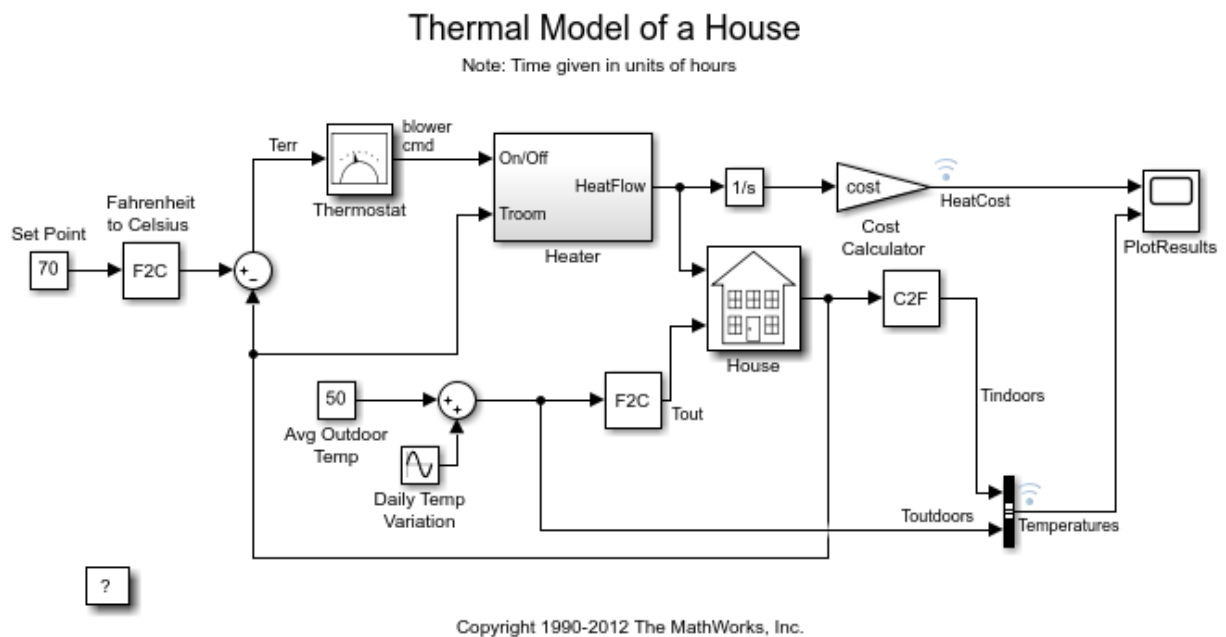 Thermal Model of a House
Note: Time given in units of hours
blower
cmd
Terr
On/Off
HeatFlow
Troom
Heater
Thermostat
1/s
cost
HeatCost
Cost
Calculator
PlotResults
Fahrenheit
to Celsius
Set Point
70
F2C
+
−
House
C2F
50
Avg Outdoor
Temp
+
+
F2C
Tout
Tindoors
Daily Temp
Variation
Toutdoors
Temperatures
?
Copyright 1990-2012 The MathWorks, Inc.